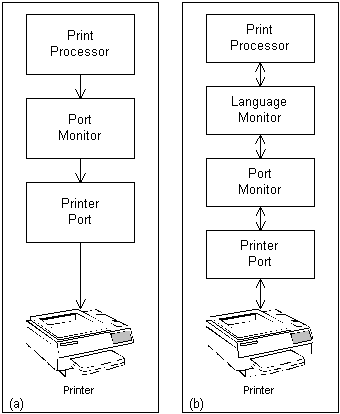 Print
Processor
Port
Monitor
Printer
Port
Printer
(a)
Print
Processor
Language
Monitor
Port
Monitor
Printer
Port
Printer
(b)